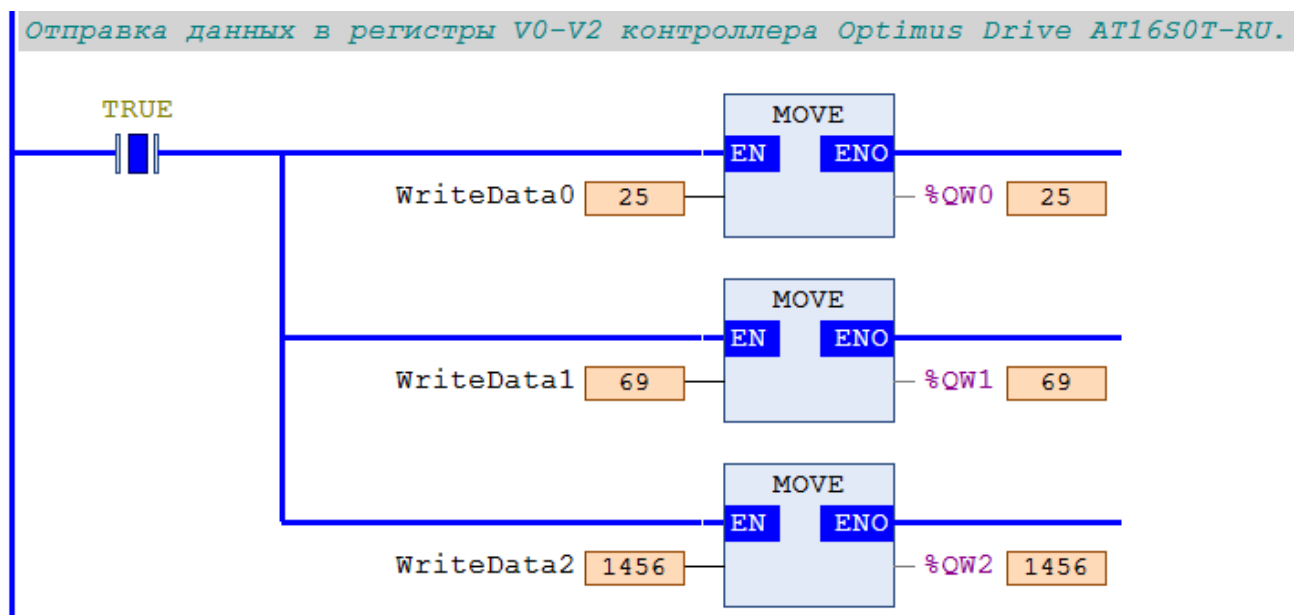 Отправка данных в регистры V0-V2 контроллера Optimus Drive AT16S0T-RU.
TRUE
MOVE
EN ENO
WriteData0 25 %QW0 25
MOVE
EN ENO
WriteData1 69 %QW1 69
MOVE
EN ENO
WriteData2 1456 %QW2 1456